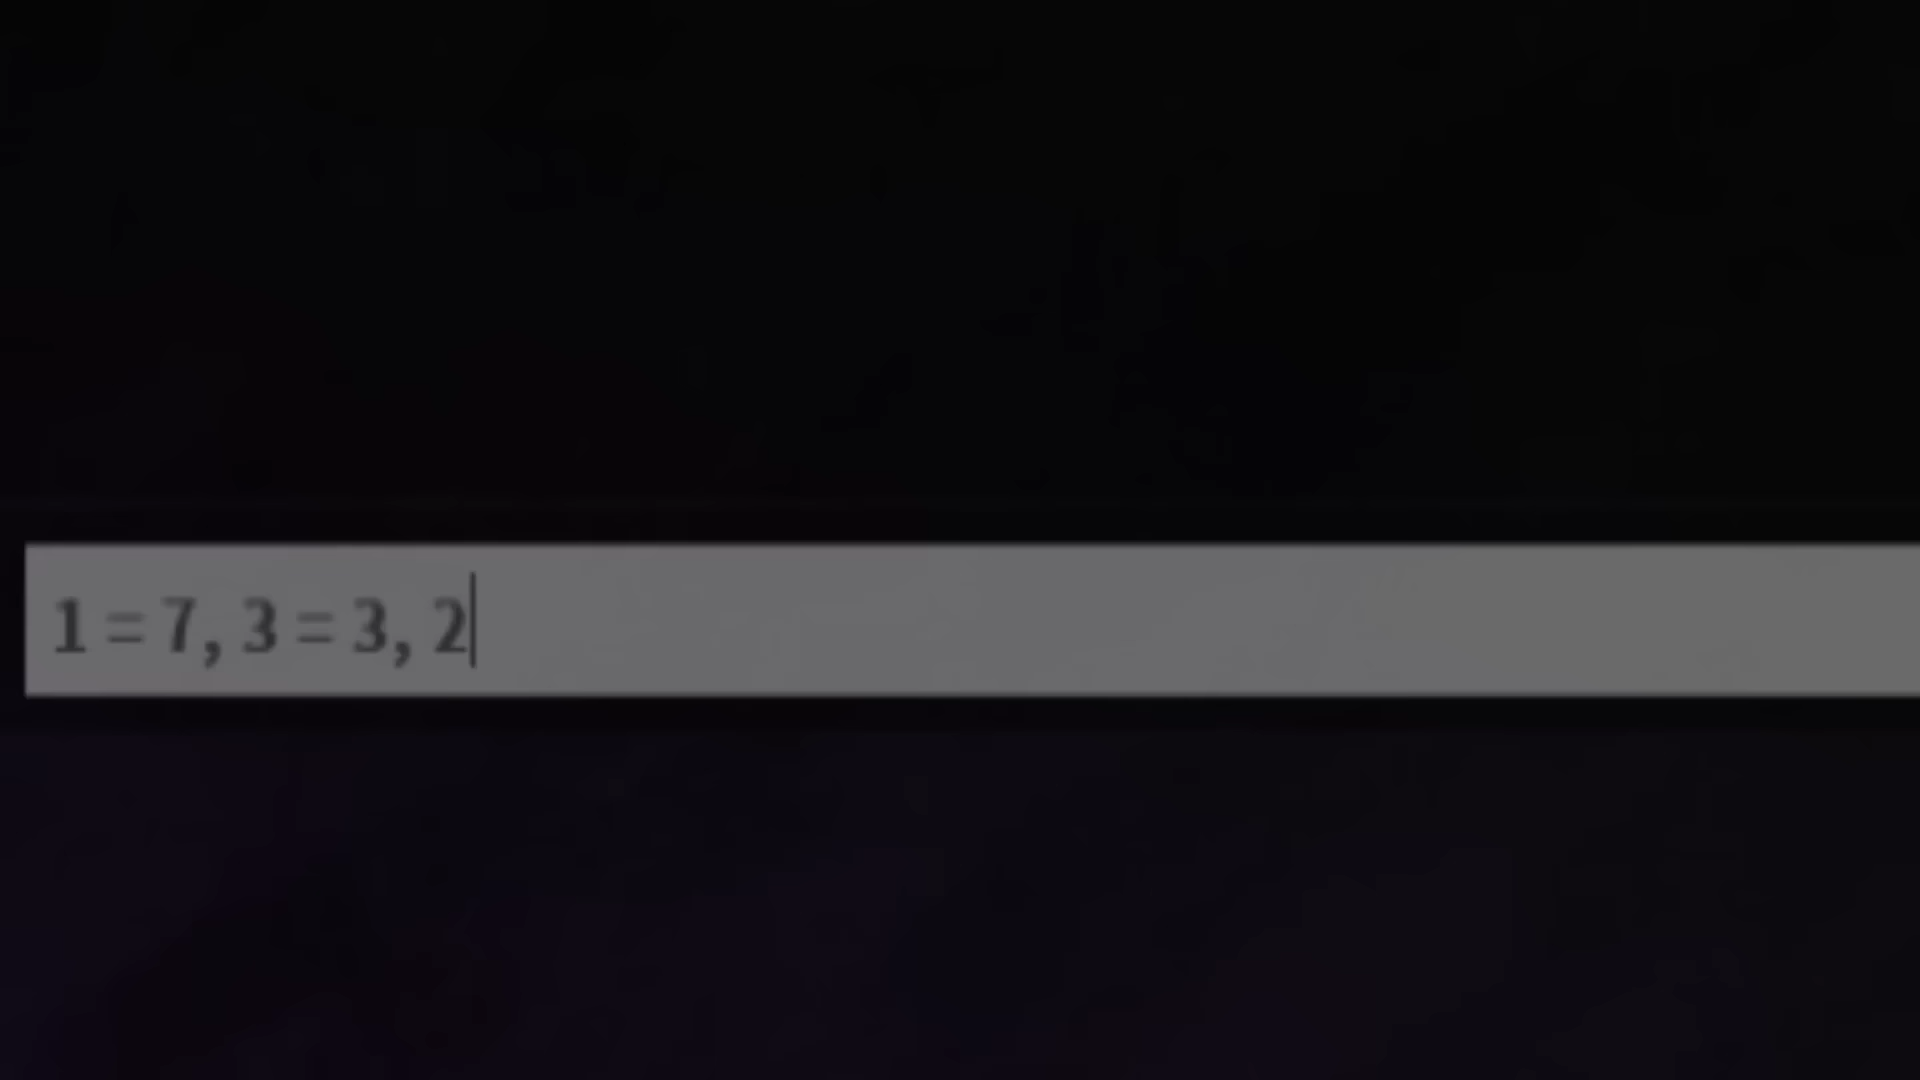 1 = 7, 3 = 3, 2